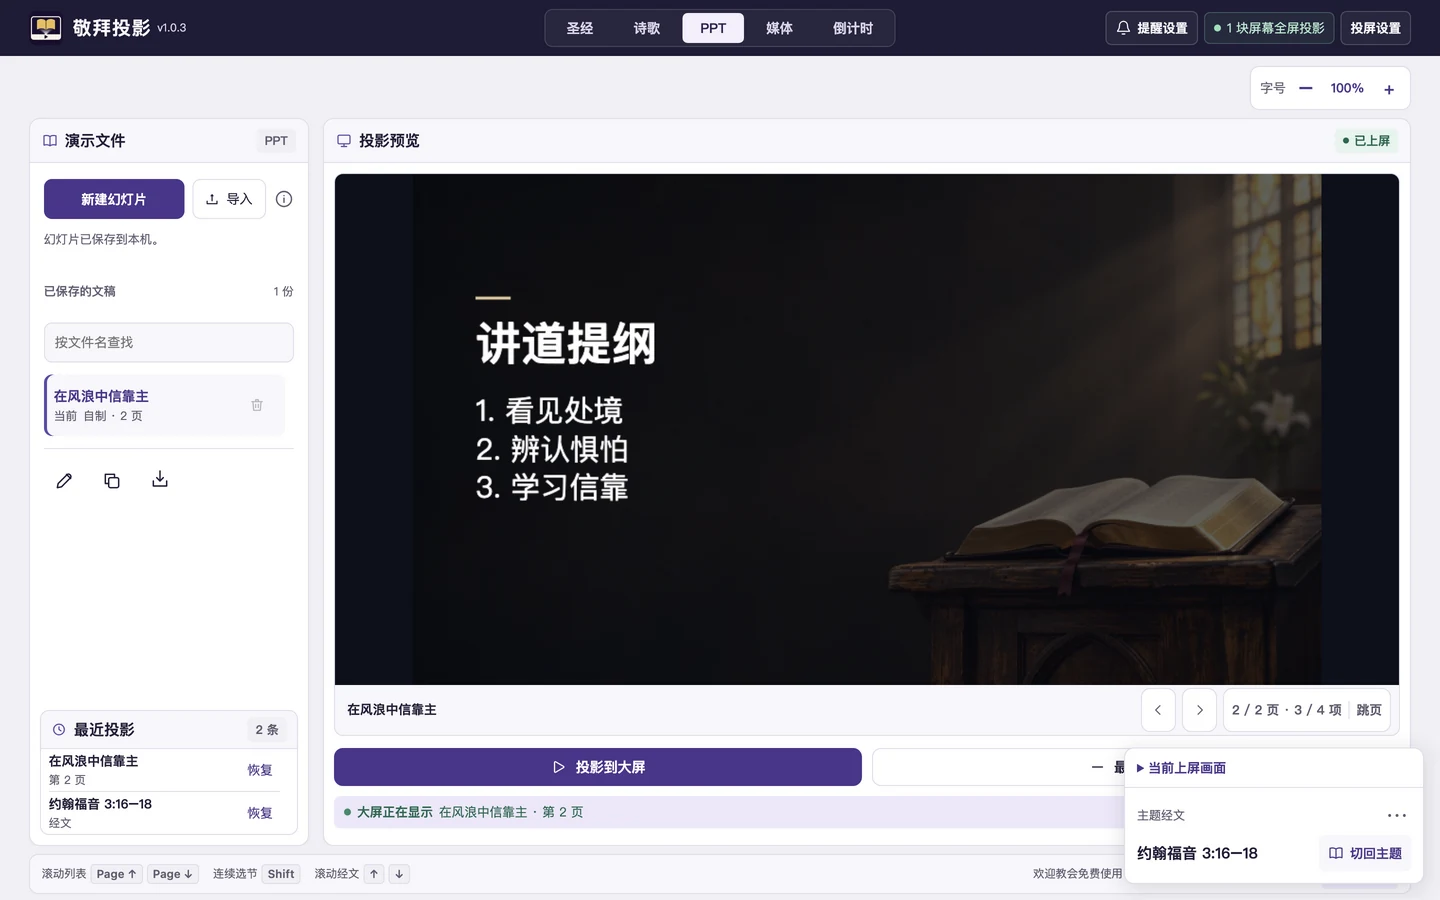 敬拜投影 v1.0.3
圣经
诗歌
PPT
媒体
倒计时
提醒设置
1 块屏幕全屏投影
投屏设置
字号
100%
演示文件
PPT
新建幻灯片
导入
幻灯片已保存到本机。
已保存的文稿
1 份
按文件名查找
在风浪中信靠主
当前 自制 · 2 页
最近投影
2 条
在风浪中信靠主
第 2 页
恢复
约翰福音 3:16—18
经文
恢复
投影预览
已上屏
讲道提纲
1. 看见处境
2. 辨认惧怕
3. 学习信靠
在风浪中信靠主
2 / 2 页 · 3 / 4 项
跳页
投影到大屏
大屏正在显示 在风浪中信靠主 · 第 2 页
当前上屏画面
主题经文
约翰福音 3:16—18
切回主题
滚动列表 Page ↑ Page ↓ 连续选节 Shift 滚动经文 ↑ ↓
欢迎教会免费使用